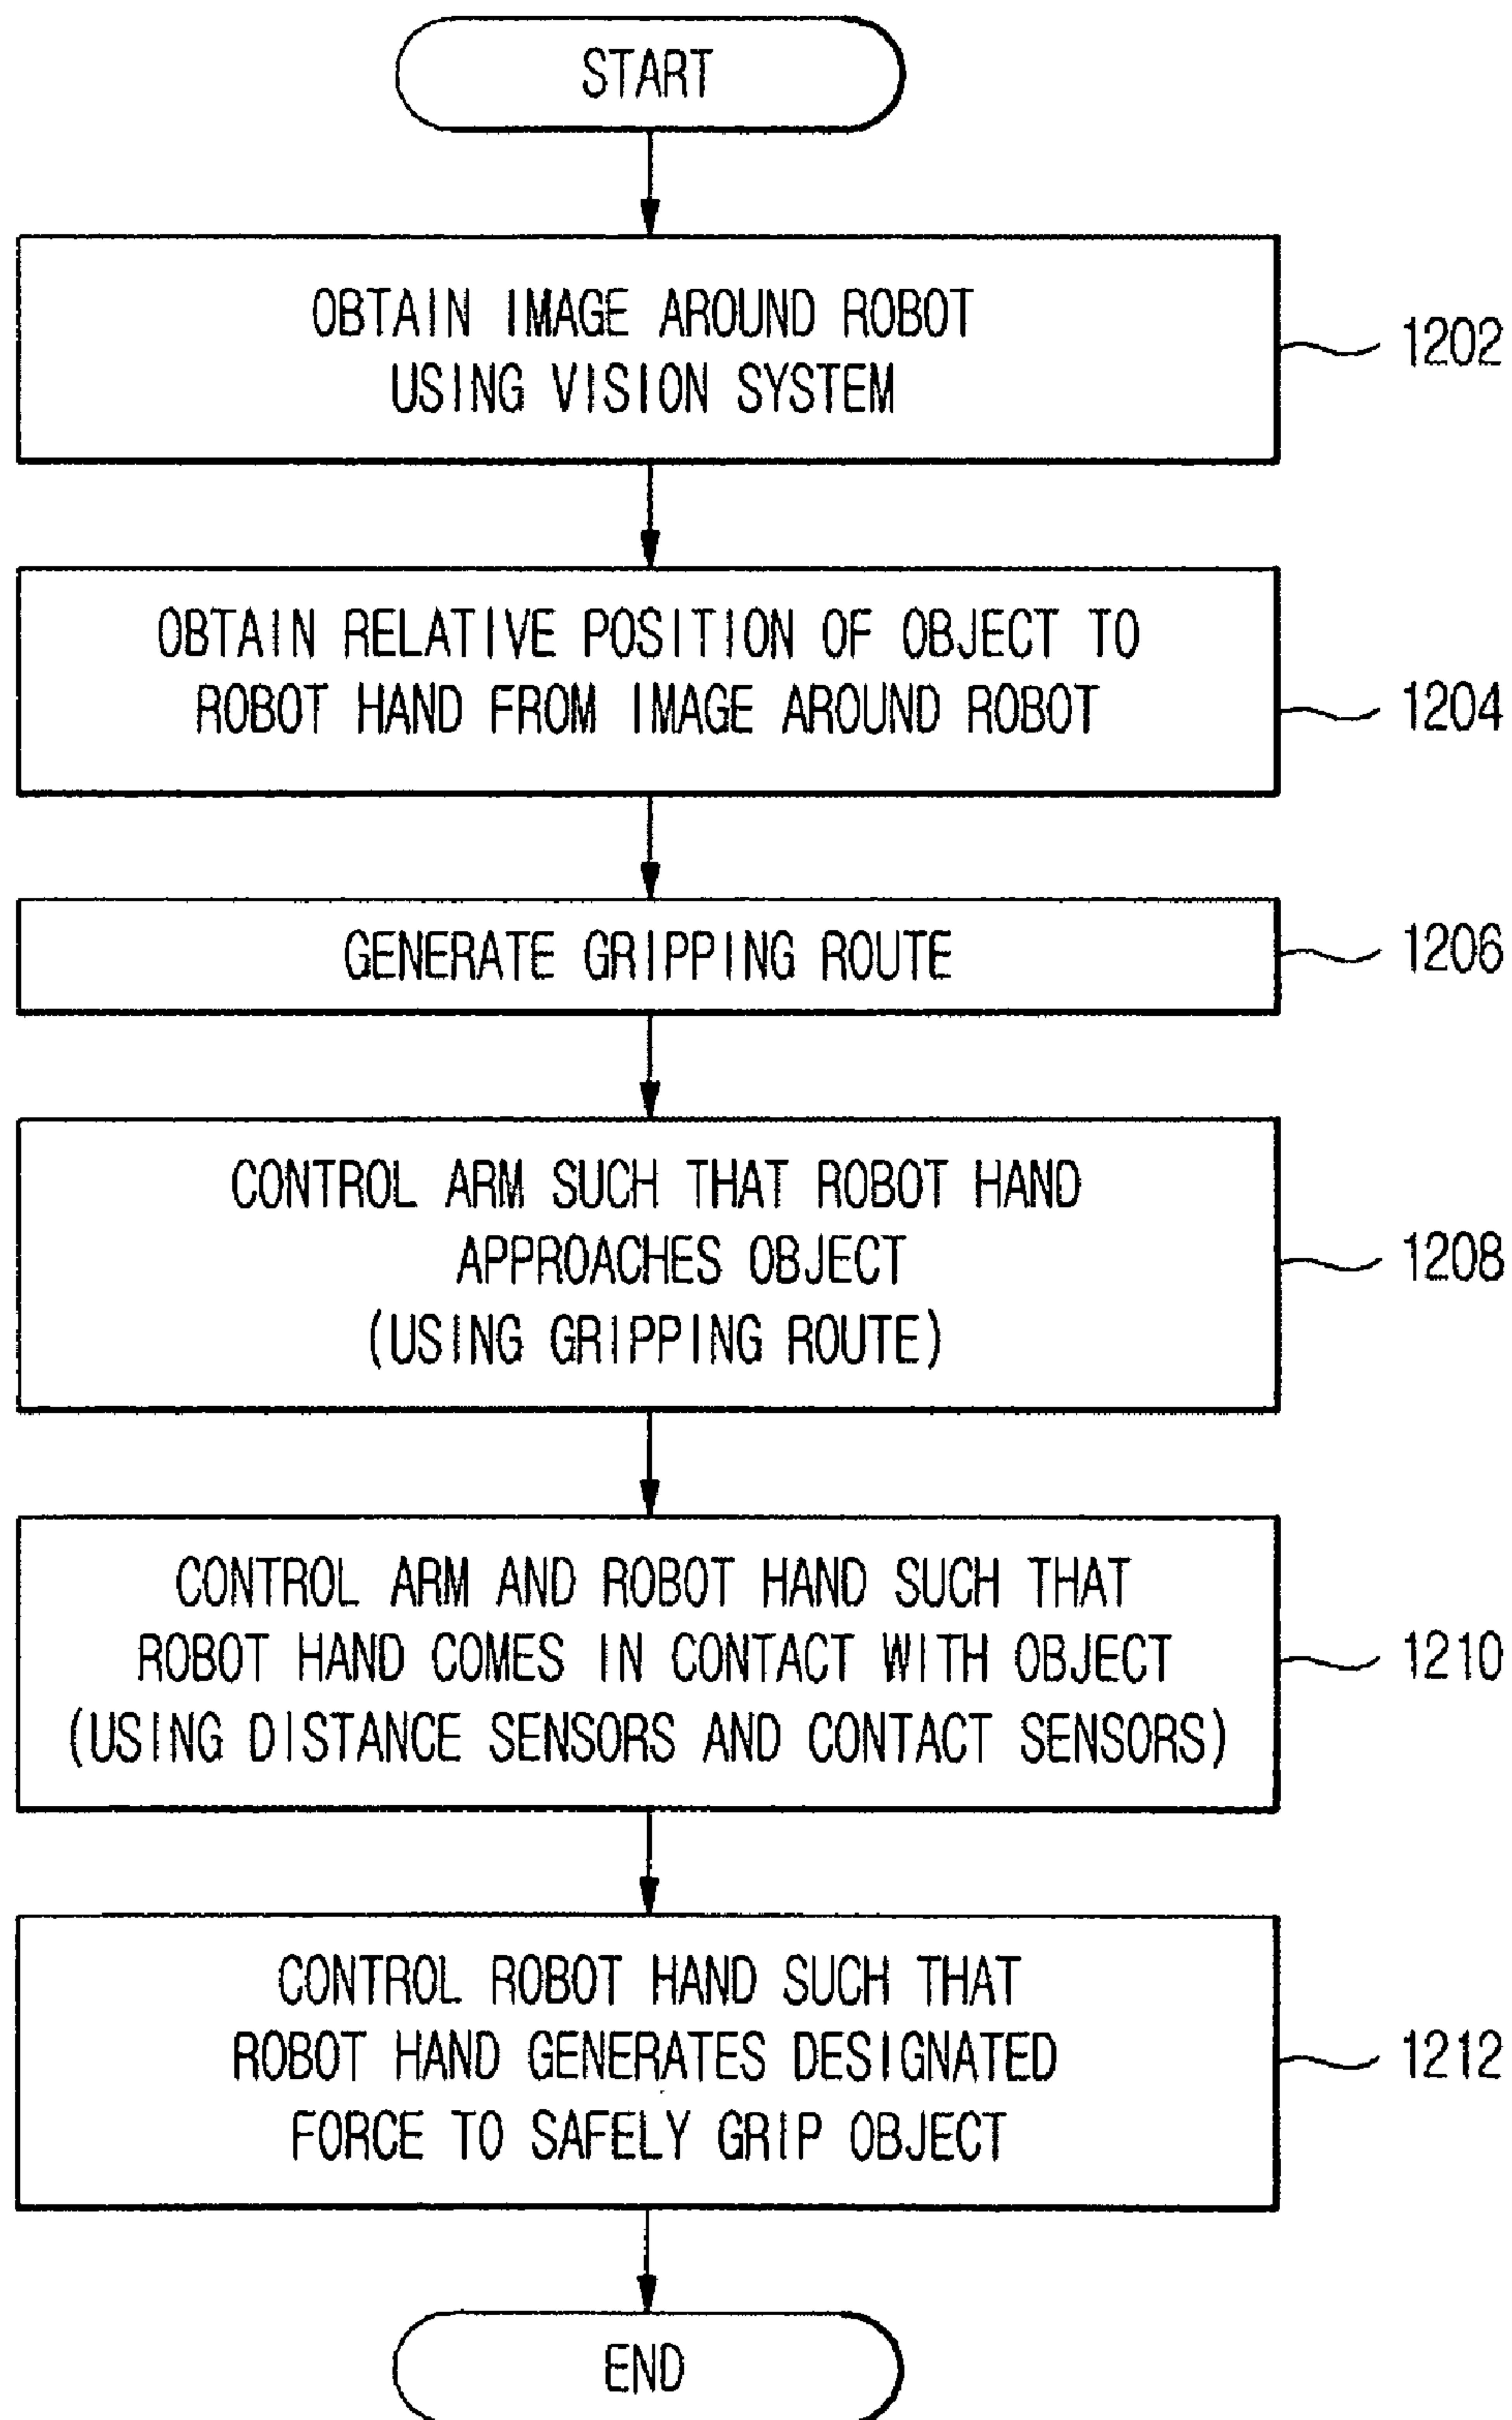 START
OBTAIN IMAGE AROUND ROBOT
USING VISION SYSTEM
1202
OBTAIN RELATIVE POSITION OF OBJECT TO
ROBOT HAND FROM IMAGE AROUND ROBOT
1204
GENERATE GRIPPING ROUTE
1206
CONTROL ARM SUCH THAT ROBOT HAND
APPROACHES OBJECT
(USING GRIPPING ROUTE)
1208
CONTROL ARM AND ROBOT HAND SUCH THAT
ROBOT HAND COMES IN CONTACT WITH OBJECT
(USING DISTANCE SENSORS AND CONTACT SENSORS)
1210
CONTROL ROBOT HAND SUCH THAT
ROBOT HAND GENERATES DESIGNATED
FORCE TO SAFELY GRIP OBJECT
1212
END